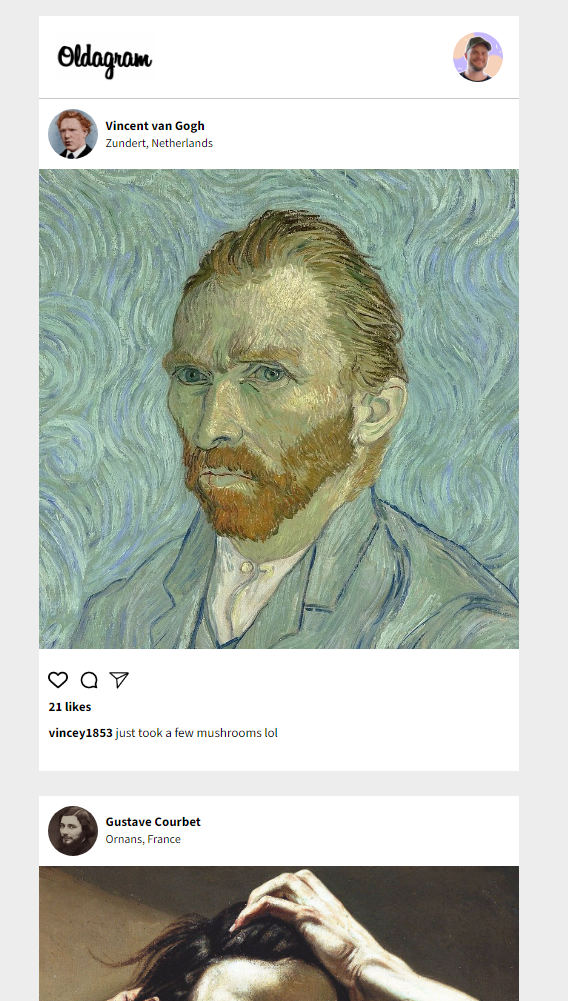 Oldagram
Vincent van Gogh
Zundert, Netherlands
21 likes
vincey1853 just took a few mushrooms lol
Gustave Courbet
Ornans, France